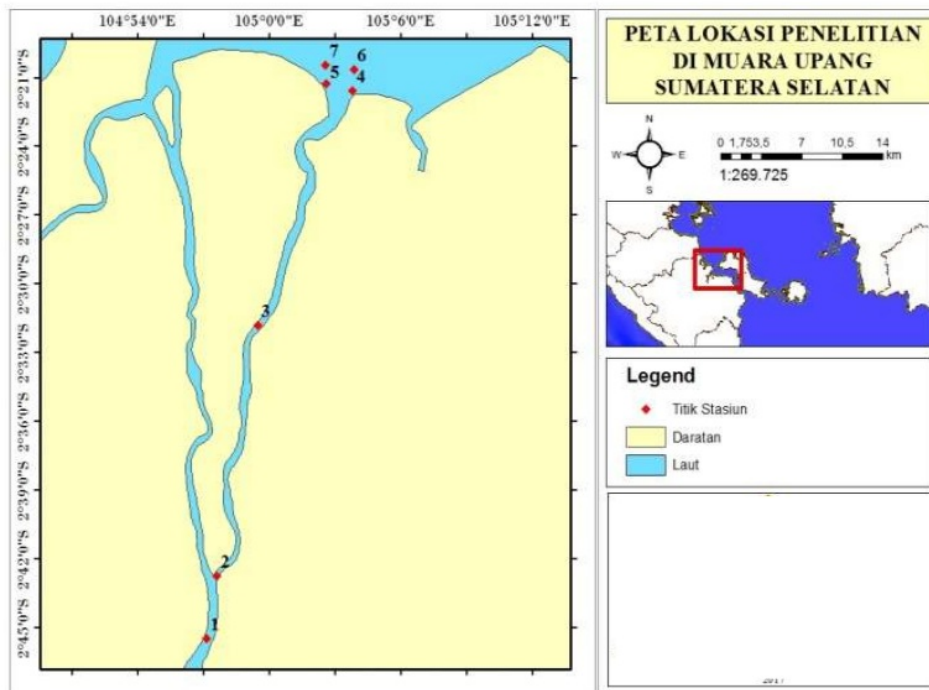 104°54'0"E 105°0'0"E 105°6'0"E 105°12'0"E
2°21'0"S
2°24'0"S
2°27'0"S
2°30'0"S
2°33'0"S
2°36'0"S
2°39'0"S
2°42'0"S
2°45'0"S
7
6
5
4
3
2
1
PETA LOKASI PENELITIAN
DI MUARA UPANG
SUMATERA SELATAN
N
W E
S
0 1,753,5 7 10,5 14
km
1:269.725
Legend
Titik Stasiun
Daratan
Laut